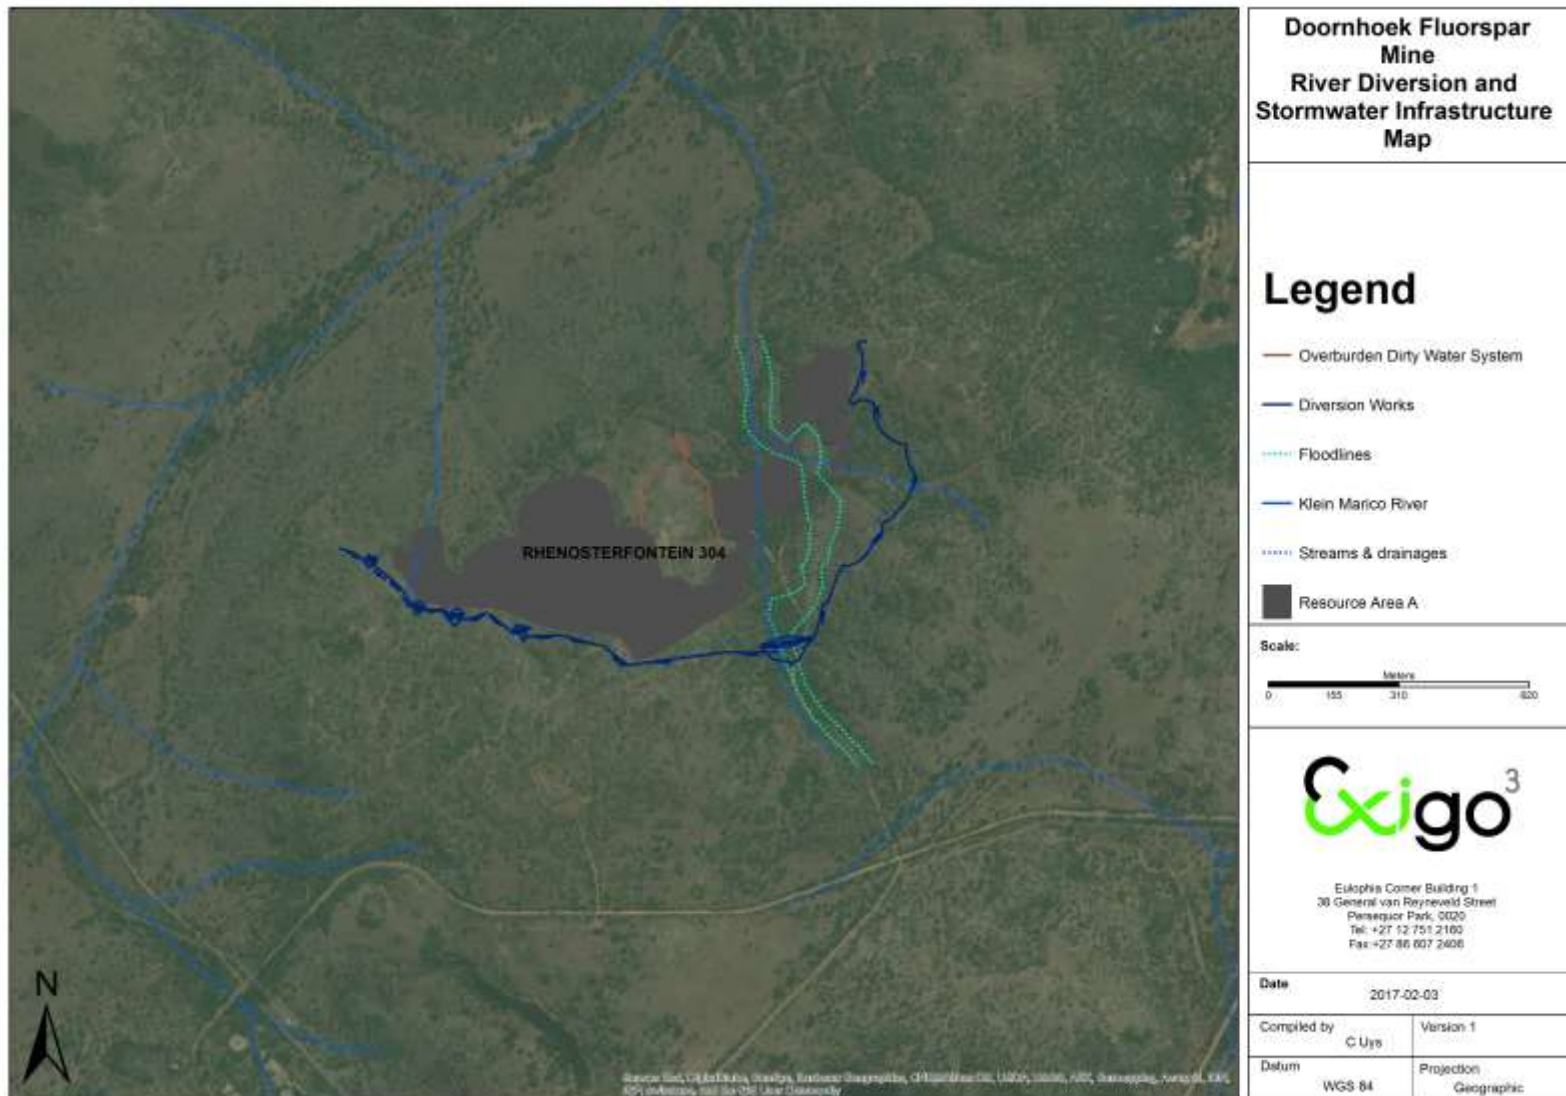 Doornhoek Fluorspar
Mine
River Diversion and
Stormwater Infrastructure
Map
Legend
Overburden Dirty Water System
Diversion Works
Floodlines
Klein Marico River
Streams & drainages
Resource Area A
Scale:
Meters
0 155 310 620
RHENOSTERFONTEIN 304
N
Exigo3
Eulophia Corner Building 1
38 General van Reyneveld Street
Persequor Park, 0020
Tel: +27 12 751 2160
Fax: +27 86 607 2406
Date
2017-02-03
Compiled by
C Uys
Version 1
Datum
WGS 84
Projection
Geographic